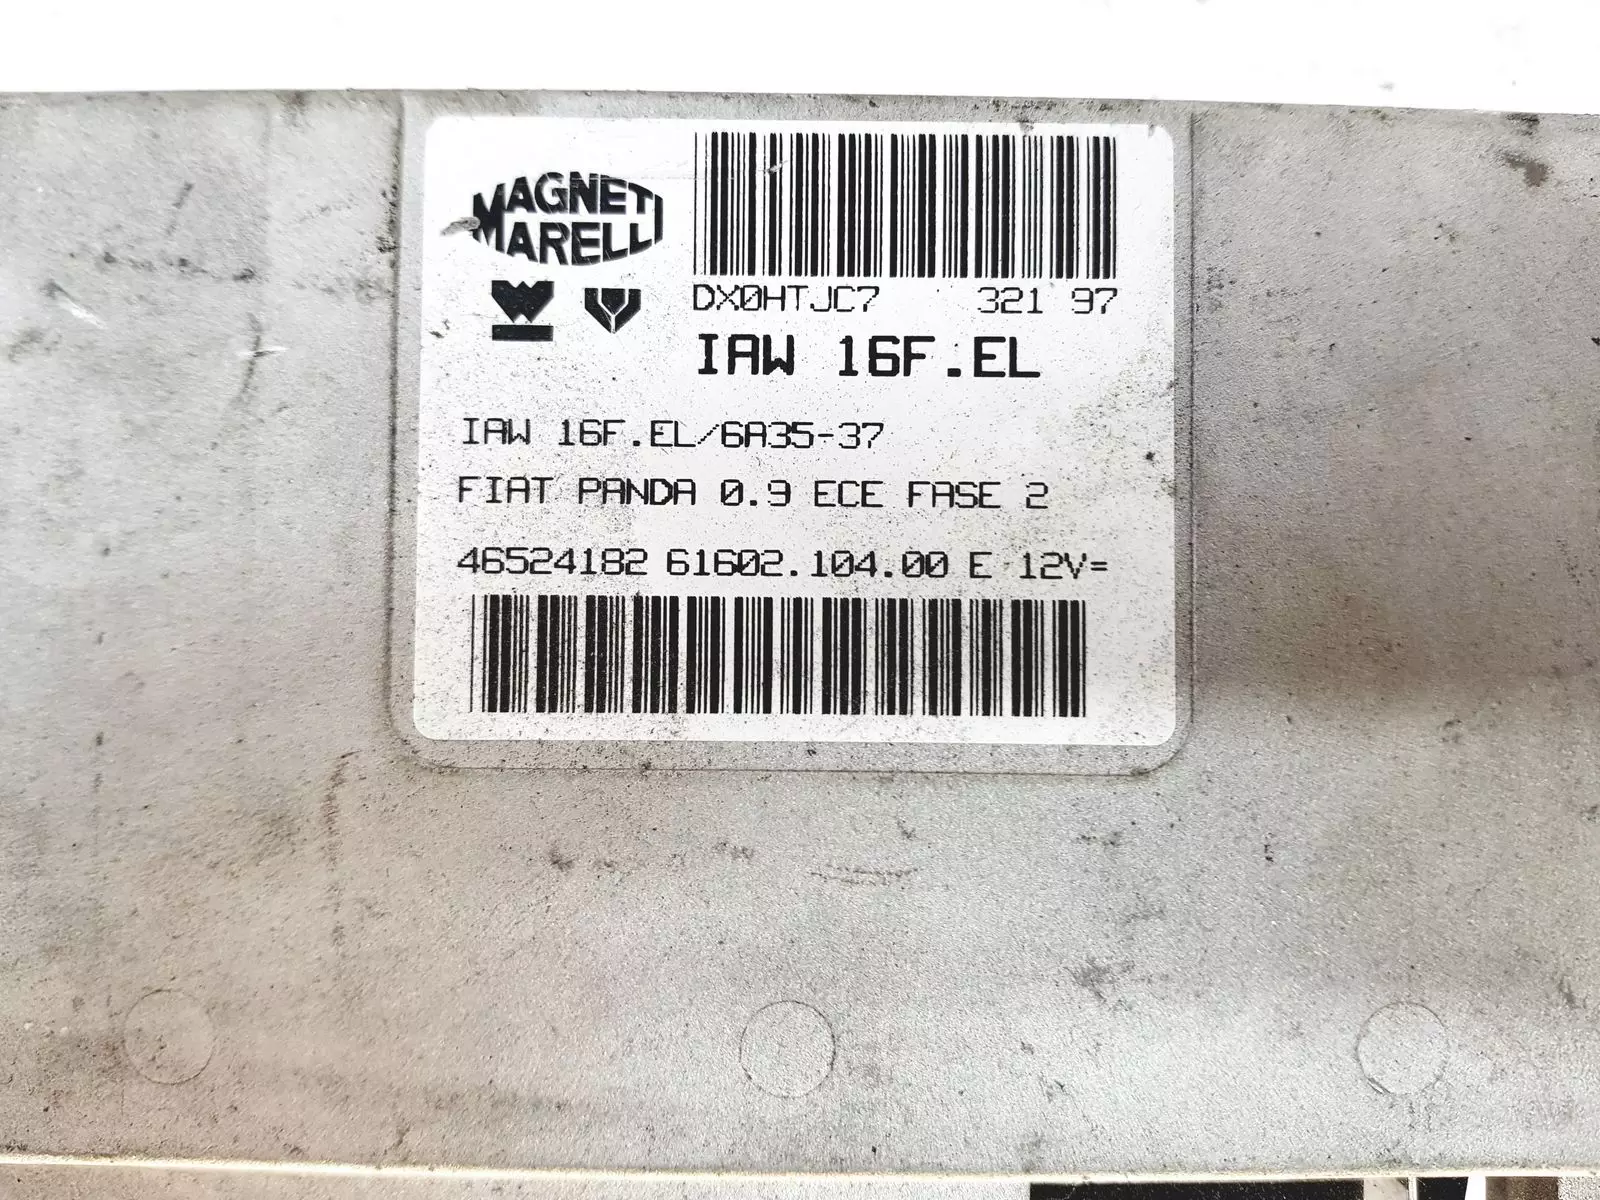 MAGNETI
MARELLI
DX0HTJC7 321 97
IAW 16F.EL
IAW 16F.EL/6A35-37
FIAT PANDA 0.9 ECE FASE 2
46524182 61602.104.00 E 12V=